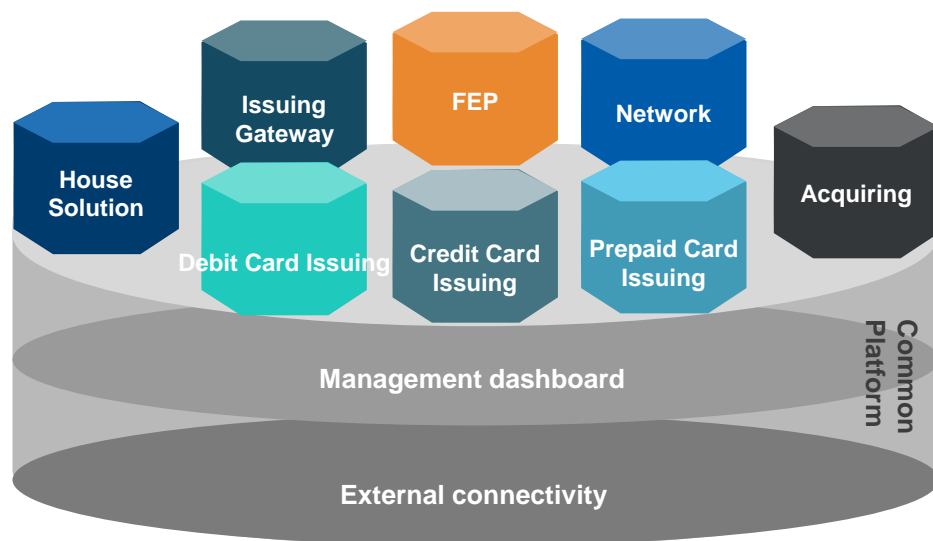 FEP
Issuing
Gateway
Network
House
Solution
Acquiring
Debit Card Issuing
Credit Card
Issuing
Prepaid Card
Issuing
Common
Platform
Management dashboard
External connectivity